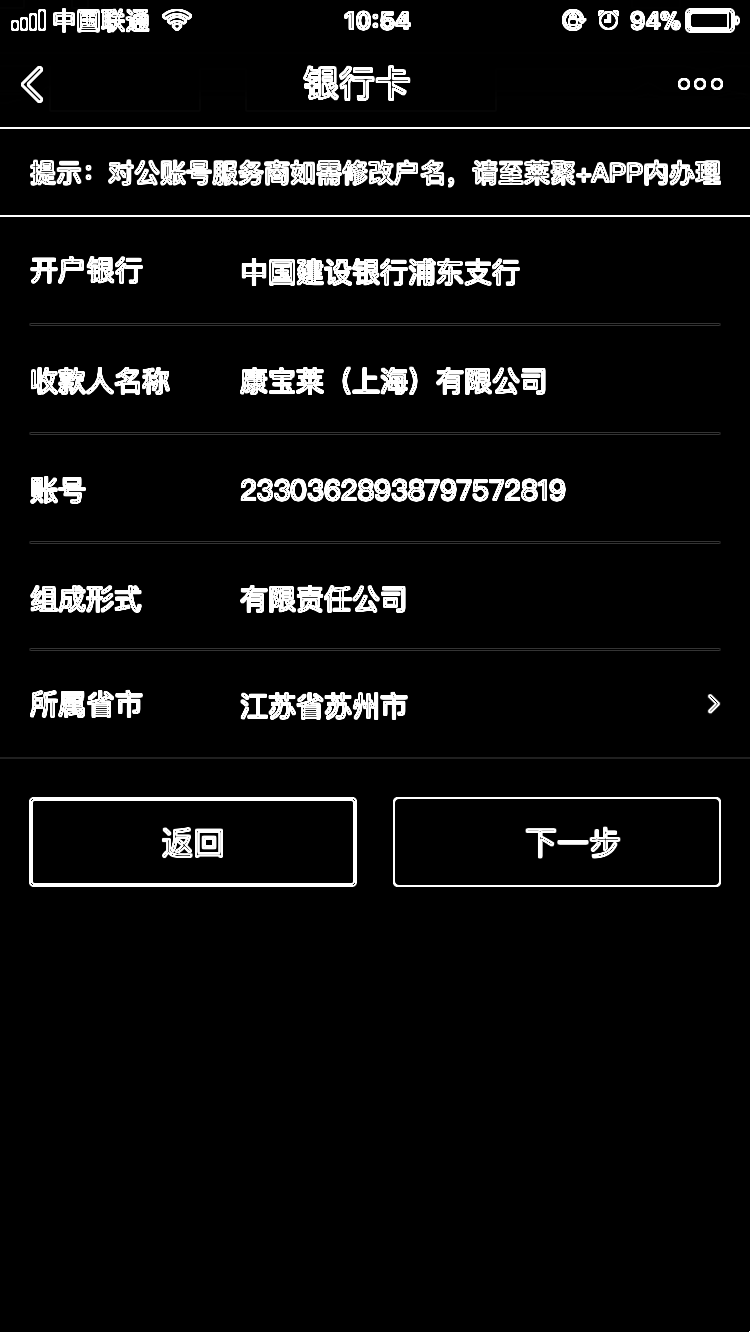 中国联通 10:54 94%
银行卡
提示：对公账号服务商如需修改户名，请至莱聚+APP内办理
开户银行 中国建设银行浦东支行
收款人名称 康宝莱（上海）有限公司
账号 23303628938797572819
组成形式 有限责任公司
所属省市 江苏省苏州市
返回 下一步